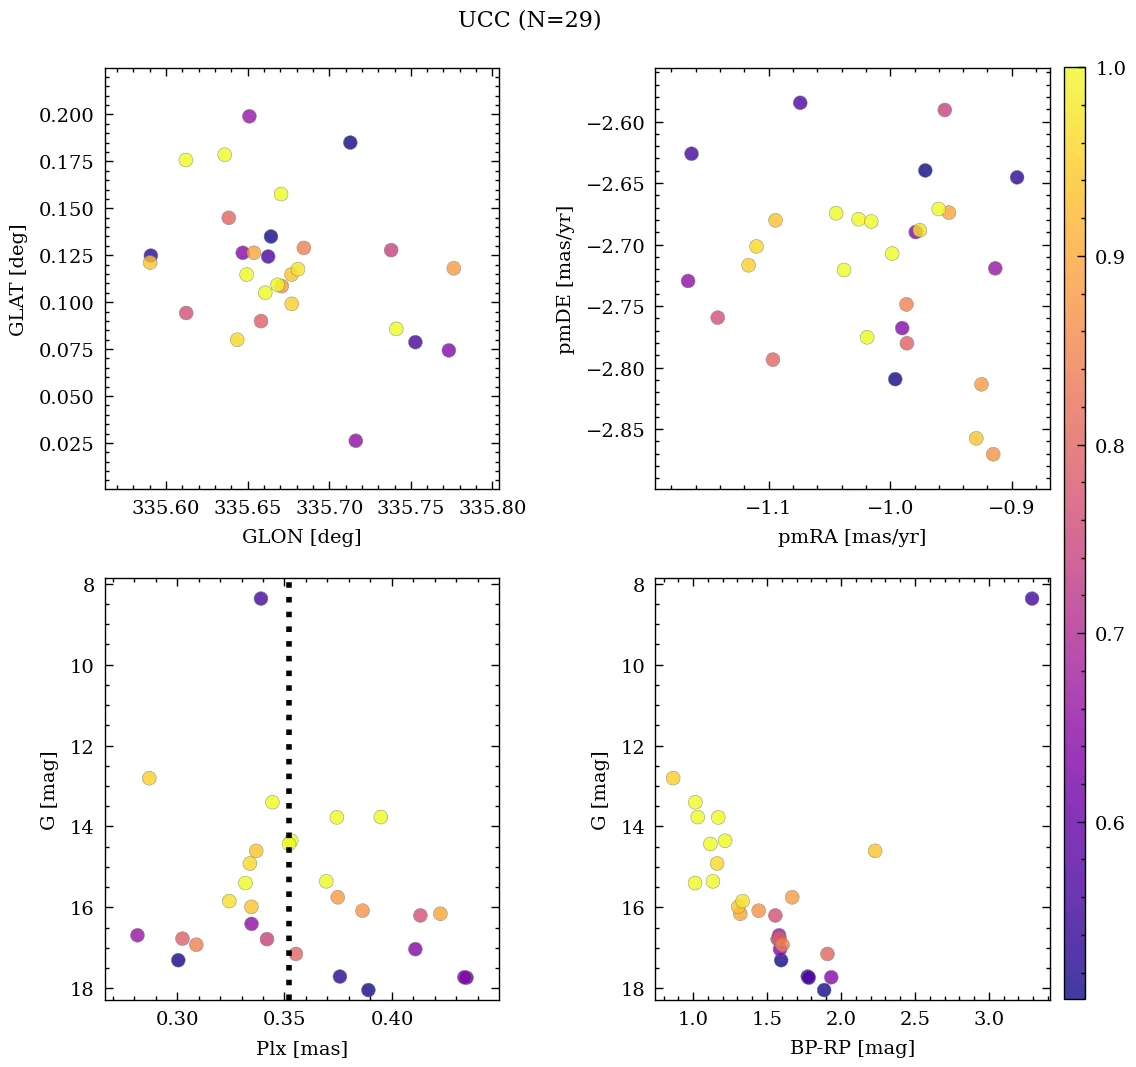 UCC (N=29)
0.200
0.175
0.150
0.125
0.100
0.075
0.050
0.025
GLAT [deg]
335.60 335.65 335.70 335.75 335.80
GLON [deg]
−2.60
−2.65
−2.70
−2.75
−2.80
−2.85
pmDE [mas/yr]
−1.1 −1.0 −0.9
pmRA [mas/yr]
8
10
12
14
16
18
G [mag]
0.30 0.35 0.40
Plx [mas]
8
10
12
14
16
18
G [mag]
1.0 1.5 2.0 2.5 3.0
BP-RP [mag]
1.0
0.9
0.8
0.7
0.6